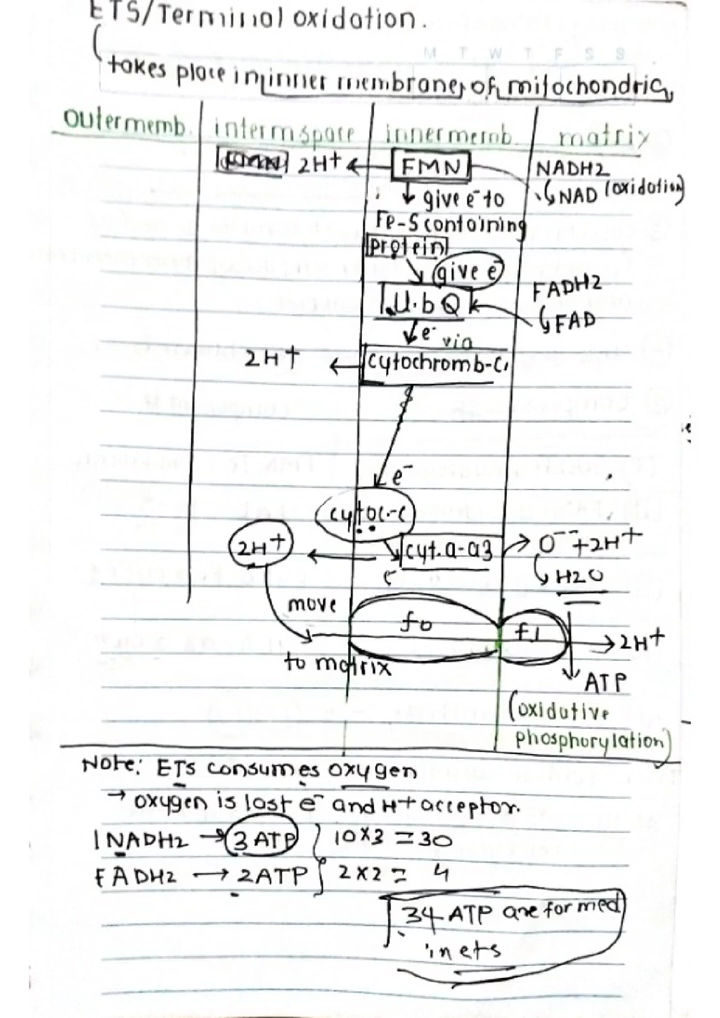 ETS/Terminal oxidation.
M T W T F S S
takes place in inner membrane of mitochondria
outermemb. intermspace innermemb. matrix
FMN 2H+ FMN NADH2
NAD (oxidation)
give e- to
Fe-S containing
protein
give e-
U.bQ FADH2
FAD
e- via
2H+ cytochromb-C1
e-
cytoc-c
2H+ cyt.a-a3 O--+2H+
e- H2O
move
fo f1 2H+
to matrix
ATP
(oxidative
phosphorylation)
Note: ETs consumes oxygen
→ oxygen is last e- and H+ acceptor.
1 NADH2 → 3 ATP } 10×3 = 30
FADH2 → 2ATP } 2×2 = 4
34 ATP are formed
in ets